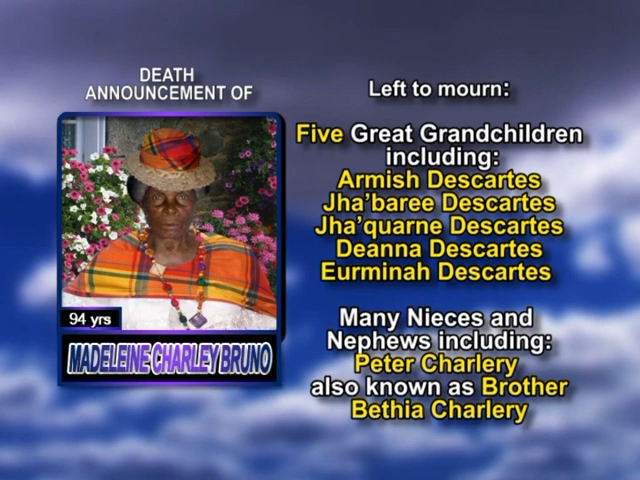 DEATH
ANNOUNCEMENT OF
94 yrs
MADELEINE CHARLEY BRUNO
Left to mourn:
Five Great Grandchildren
including:
Armish Descartes
Jha'baree Descartes
Jha'quarne Descartes
Deanna Descartes
Eurminah Descartes
Many Nieces and
Nephews including:
Peter Charlery
also known as Brother
Bethia Charlery